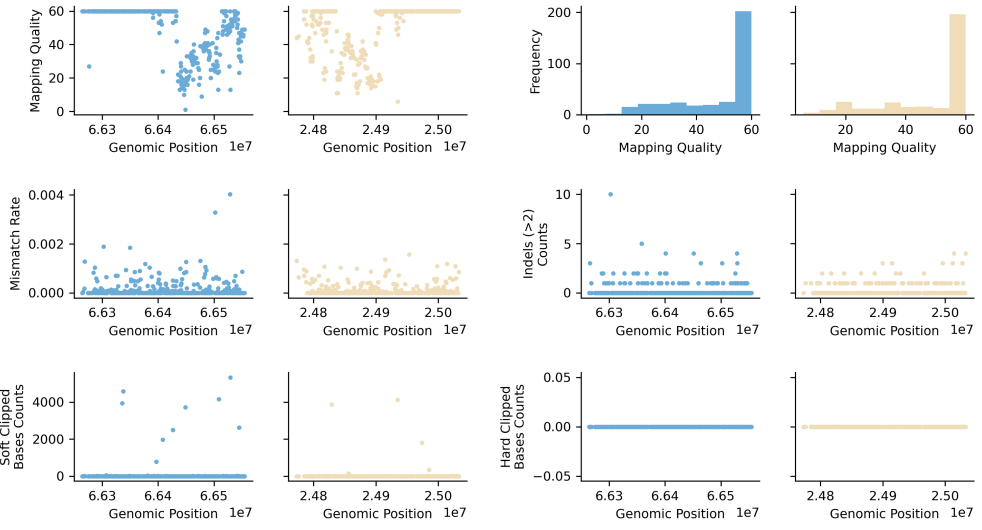 60
40
20
0
Mapping Quality
6.63 6.64 6.65
Genomic Position 1e7
2.48 2.49 2.50
Genomic Position 1e7
200
100
0
Frequency
0 20 40 60
Mapping Quality
20 40 60
Mapping Quality
0.004
0.002
0.000
Mismatch Rate
6.63 6.64 6.65
Genomic Position 1e7
2.48 2.49 2.50
Genomic Position 1e7
10
5
0
Indels (>2)
Counts
6.63 6.64 6.65
Genomic Position 1e7
2.48 2.49 2.50
Genomic Position 1e7
4000
2000
0
Soft Clipped
Bases Counts
6.63 6.64 6.65
Genomic Position 1e7
2.48 2.49 2.50
Genomic Position 1e7
0.05
0.00
−0.05
Hard Clipped
Bases Counts
6.63 6.64 6.65
Genomic Position 1e7
2.48 2.49 2.50
Genomic Position 1e7